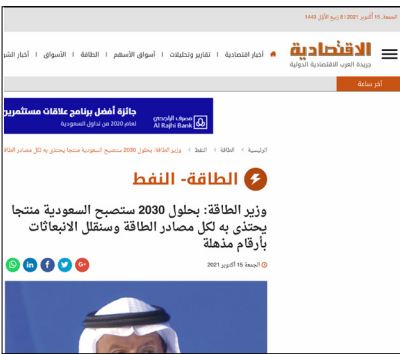 الجمعة, 15 أكتوبر 2021 | 8 ربيع الأول 1443
الاقتصادية
جريدة العرب الاقتصادية الدولية
أخبار اقتصادية | تقارير وتحليلات | أسواق الأسهم | الطاقة | الأسواق | أخبار الشر
آخر ساعة
جائزة أفضل برنامج علاقات مستثمرين
لعام 2020 من تداول السعودية
مصرف الراجحي
Al Rajhi Bank
الرئيسية > الطاقة > النفط > وزير الطاقة: بحلول 2030 ستصبح السعودية منتجا يحتذى به لكل مصادر الطاقة
الطاقة- النفط
وزير الطاقة: بحلول 2030 ستصبح السعودية منتجا
يحتذى به لكل مصادر الطاقة وسنقلل الانبعاثات
بأرقام مذهلة
الجمعة 15 أكتوبر 2021